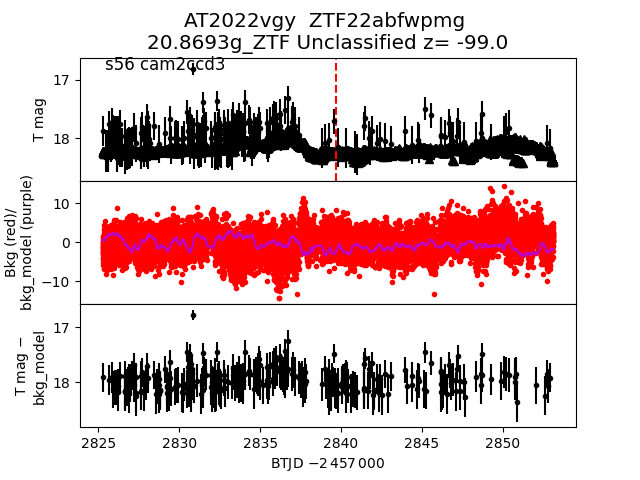 AT2022vgy  ZTF22abfwpmg
20.8693g_ZTF Unclassified z= -99.0
s56 cam2ccd3
17
18
T mag
10
0
−10
Bkg (red)/
bkg_model (purple)
17
18
T mag −
bkg_model
2825 2830 2835 2840 2845 2850
BTJD −2 457 000